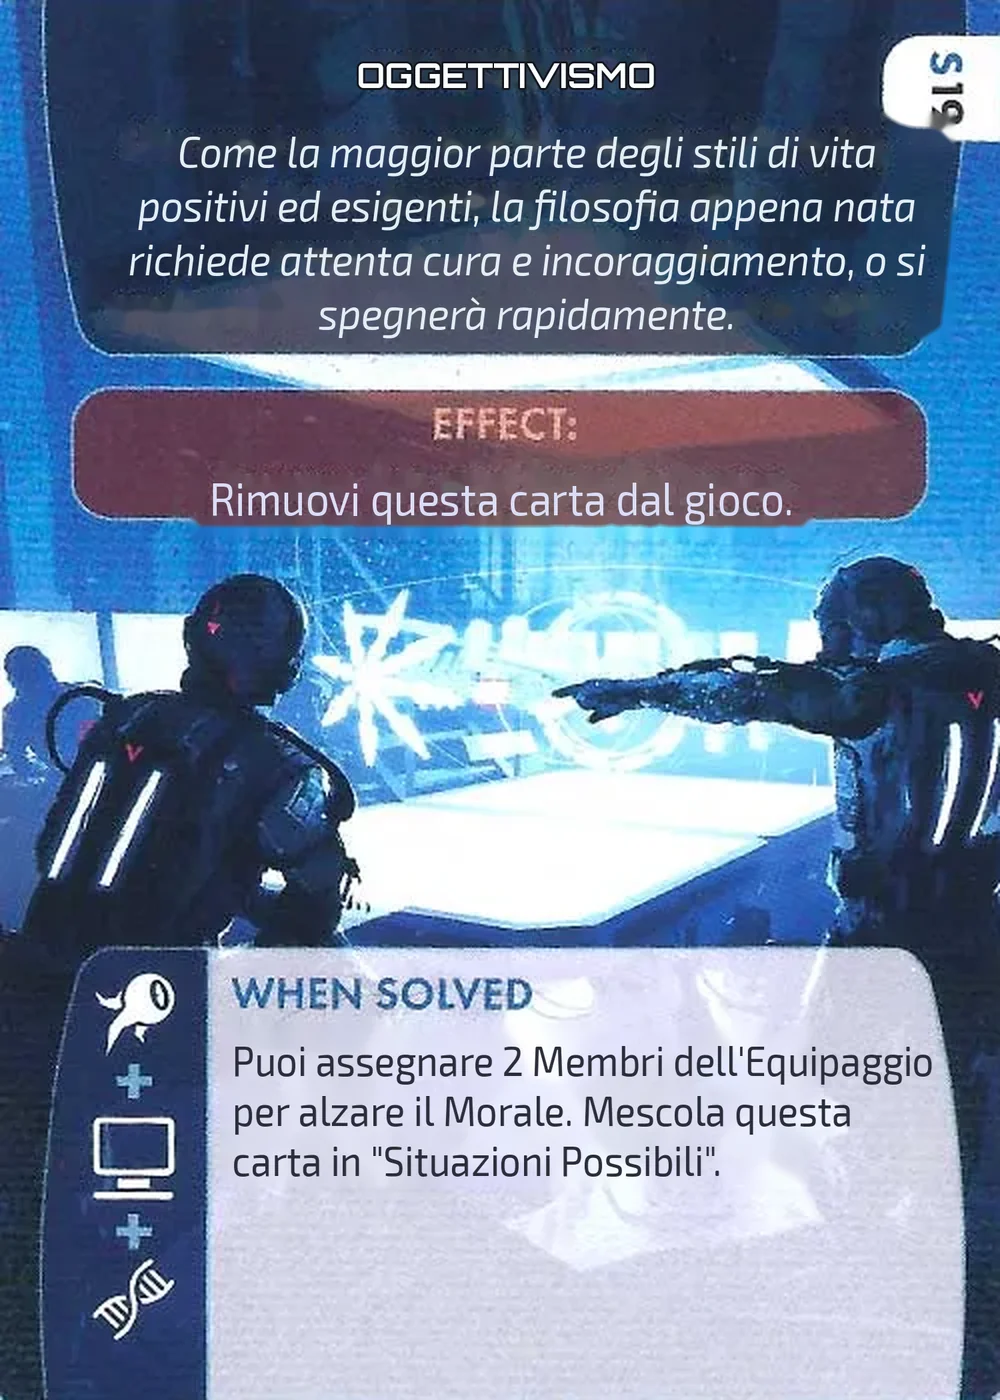 OGGETTIVISMO
S 19
Come la maggior parte degli stili di vita
positivi ed esigenti, la filosofia appena nata
richiede attenta cura e incoraggiamento, o si
spegnerà rapidamente.
EFFECT:
Rimuovi questa carta dal gioco.
WHEN SOLVED
Puoi assegnare 2 Membri dell'Equipaggio
per alzare il Morale. Mescola questa
carta in "Situazioni Possibili".